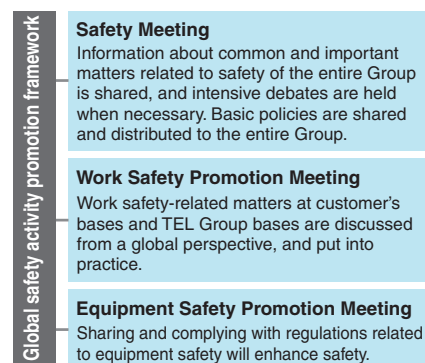 Global safety activity promotion framework
Safety Meeting
Information about common and important
matters related to safety of the entire Group
is shared, and intensive debates are held
when necessary. Basic policies are shared
and distributed to the entire Group.
Work Safety Promotion Meeting
Work safety-related matters at customer's
bases and TEL Group bases are discussed
from a global perspective, and put into
practice.
Equipment Safety Promotion Meeting
Sharing and complying with regulations related
to equipment safety will enhance safety.